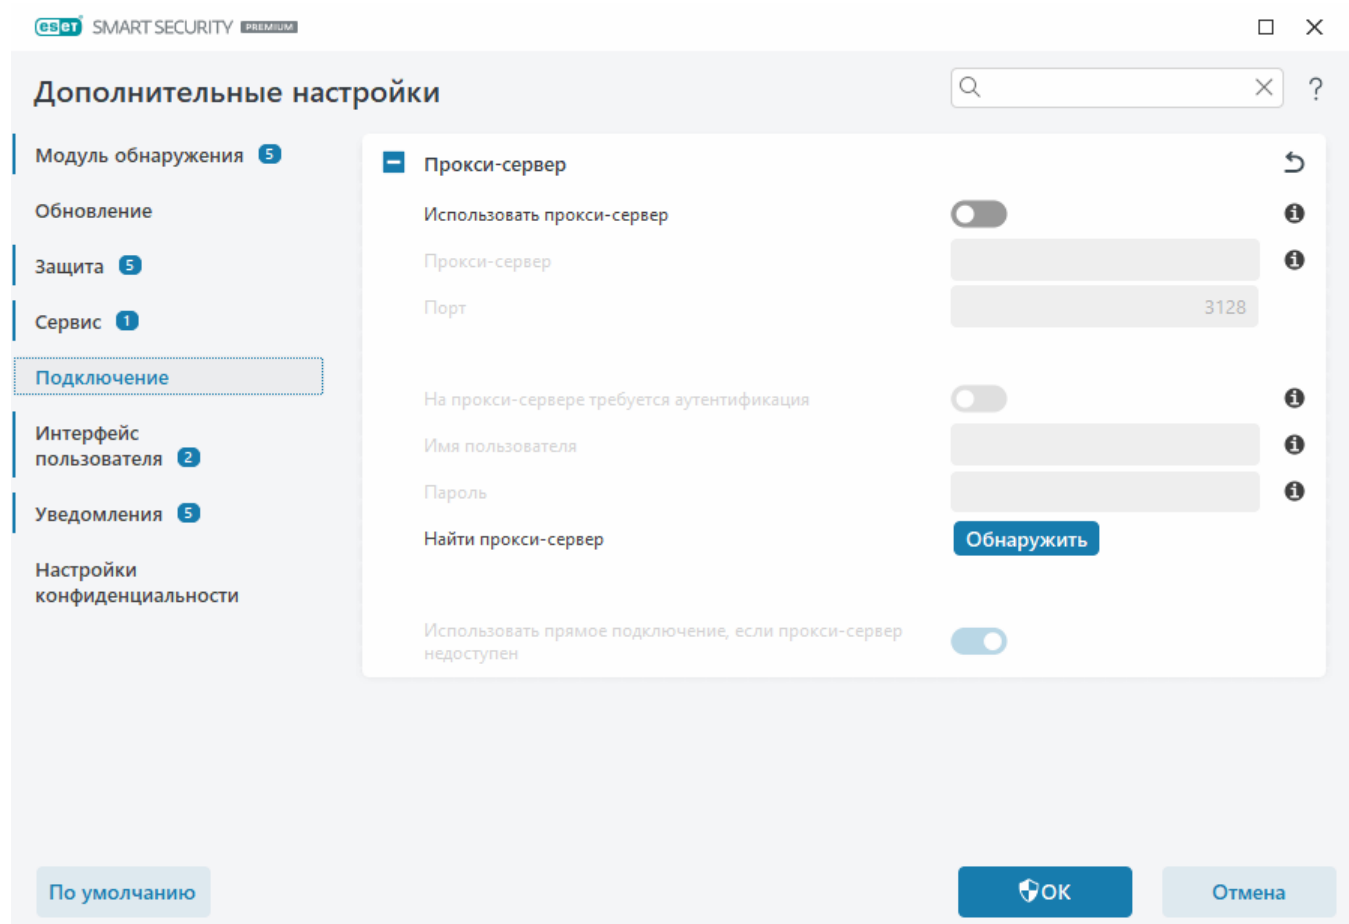 eset SMART SECURITY PREMIUM
Дополнительные настройки
?
Модуль обнаружения 5
Обновление
Защита 5
Сервис 1
Подключение
Интерфейс
пользователя 2
Уведомления 5
Настройки
конфиденциальности
Прокси-сервер
Использовать прокси-сервер
Прокси-сервер
Порт 3128
На прокси-сервере требуется аутентификация
Имя пользователя
Пароль
Найти прокси-сервер Обнаружить
Использовать прямое подключение, если прокси-сервер
недоступен
По умолчанию ОК Отмена